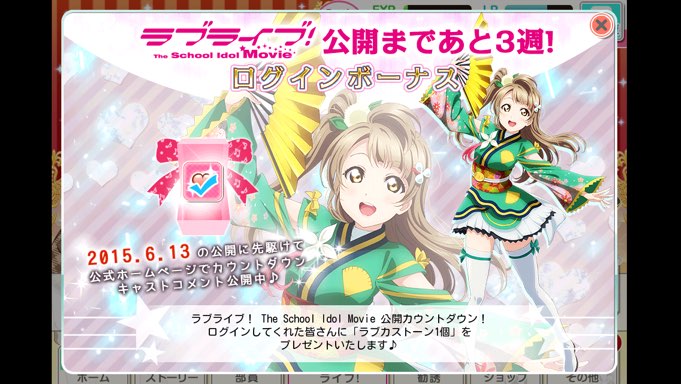 EXP
LP
ラブライブ!
The School Idol Movie
公開まであと3週!
ログインボーナス
2015.6.13 の公開に先駆けて
公式ホームページでカウントダウン
キャストコメント公開中♪
ラブライブ! The School Idol Movie 公開カウントダウン!
ログインしてくれた皆さんに「ラブカストーン1個」を
プレゼントいたします♪
ホーム
ストーリー
部員
ライブ!
勧誘
ショップ
その他